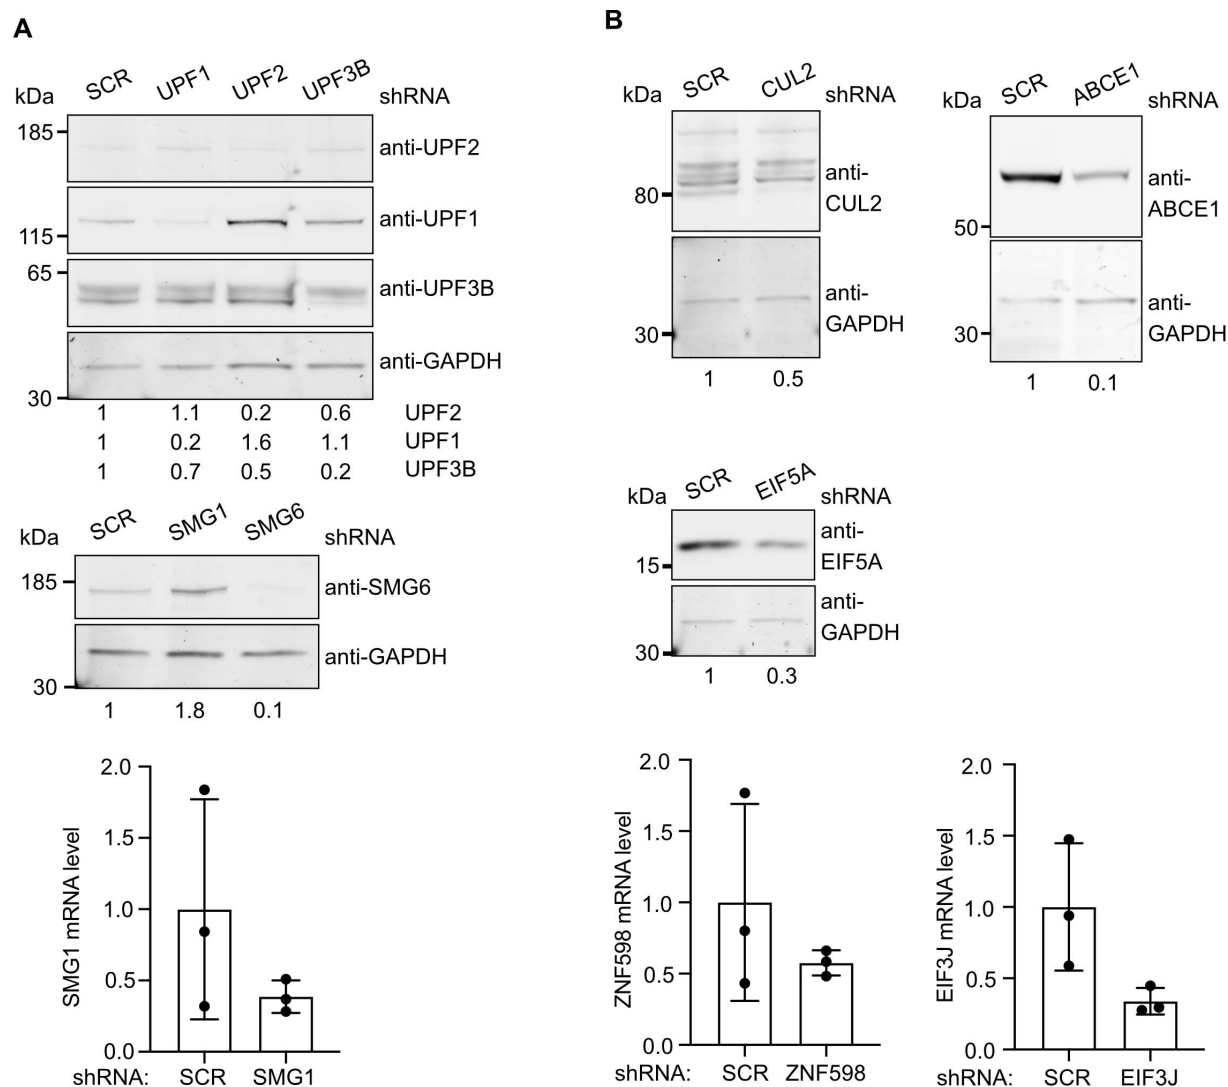 A
kDa SCR UPF1 UPF2 UPF3B shRNA
185 anti-UPF2
115 anti-UPF1
65 anti-UPF3B
anti-GAPDH
30
1 1.1 0.2 0.6 UPF2
1 0.2 1.6 1.1 UPF1
1 0.7 0.5 0.2 UPF3B
kDa SCR SMG1 SMG6 shRNA
185 anti-SMG6
anti-GAPDH
30
1 1.8 0.1
2.0
1.5
1.0
0.5
0.0
SMG1 mRNA level
shRNA: SCR SMG1
B
kDa SCR CUL2 shRNA
anti-
80 CUL2
anti-
GAPDH
30
1 0.5
kDa SCR ABCE1 shRNA
anti-
ABCE1
50
anti-
GAPDH
30
1 0.1
kDa SCR EIF5A shRNA
anti-
EIF5A
15
anti-
GAPDH
30
1 0.3
2.0
1.5
1.0
0.5
0.0
ZNF598 mRNA level
shRNA: SCR ZNF598
2.0
1.5
1.0
0.5
0.0
EIF3J mRNA level
shRNA: SCR EIF3J